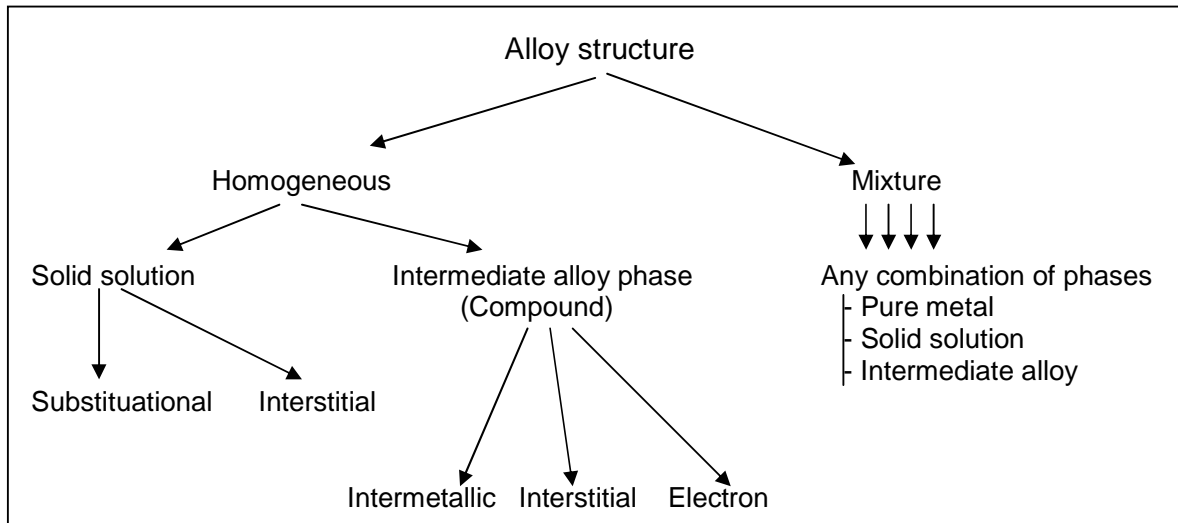 Alloy structure
Homogeneous
Mixture
Solid solution
Intermediate alloy phase
(Compound)
Any combination of phases
- Pure metal
- Solid solution
- Intermediate alloy
Substituational
Interstitial
Intermetallic
Interstitial
Electron